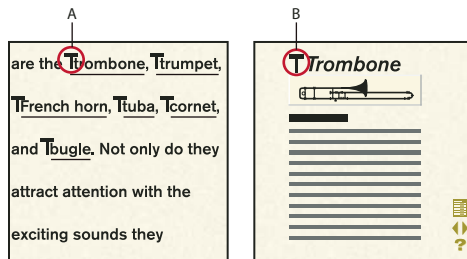 A
are the Ttrombone, Ttrumpet,
TFrench horn, Ttuba, Tcornet,
and Tbugle. Not only do they
attract attention with the
exciting sounds they
B
TTrombone
?